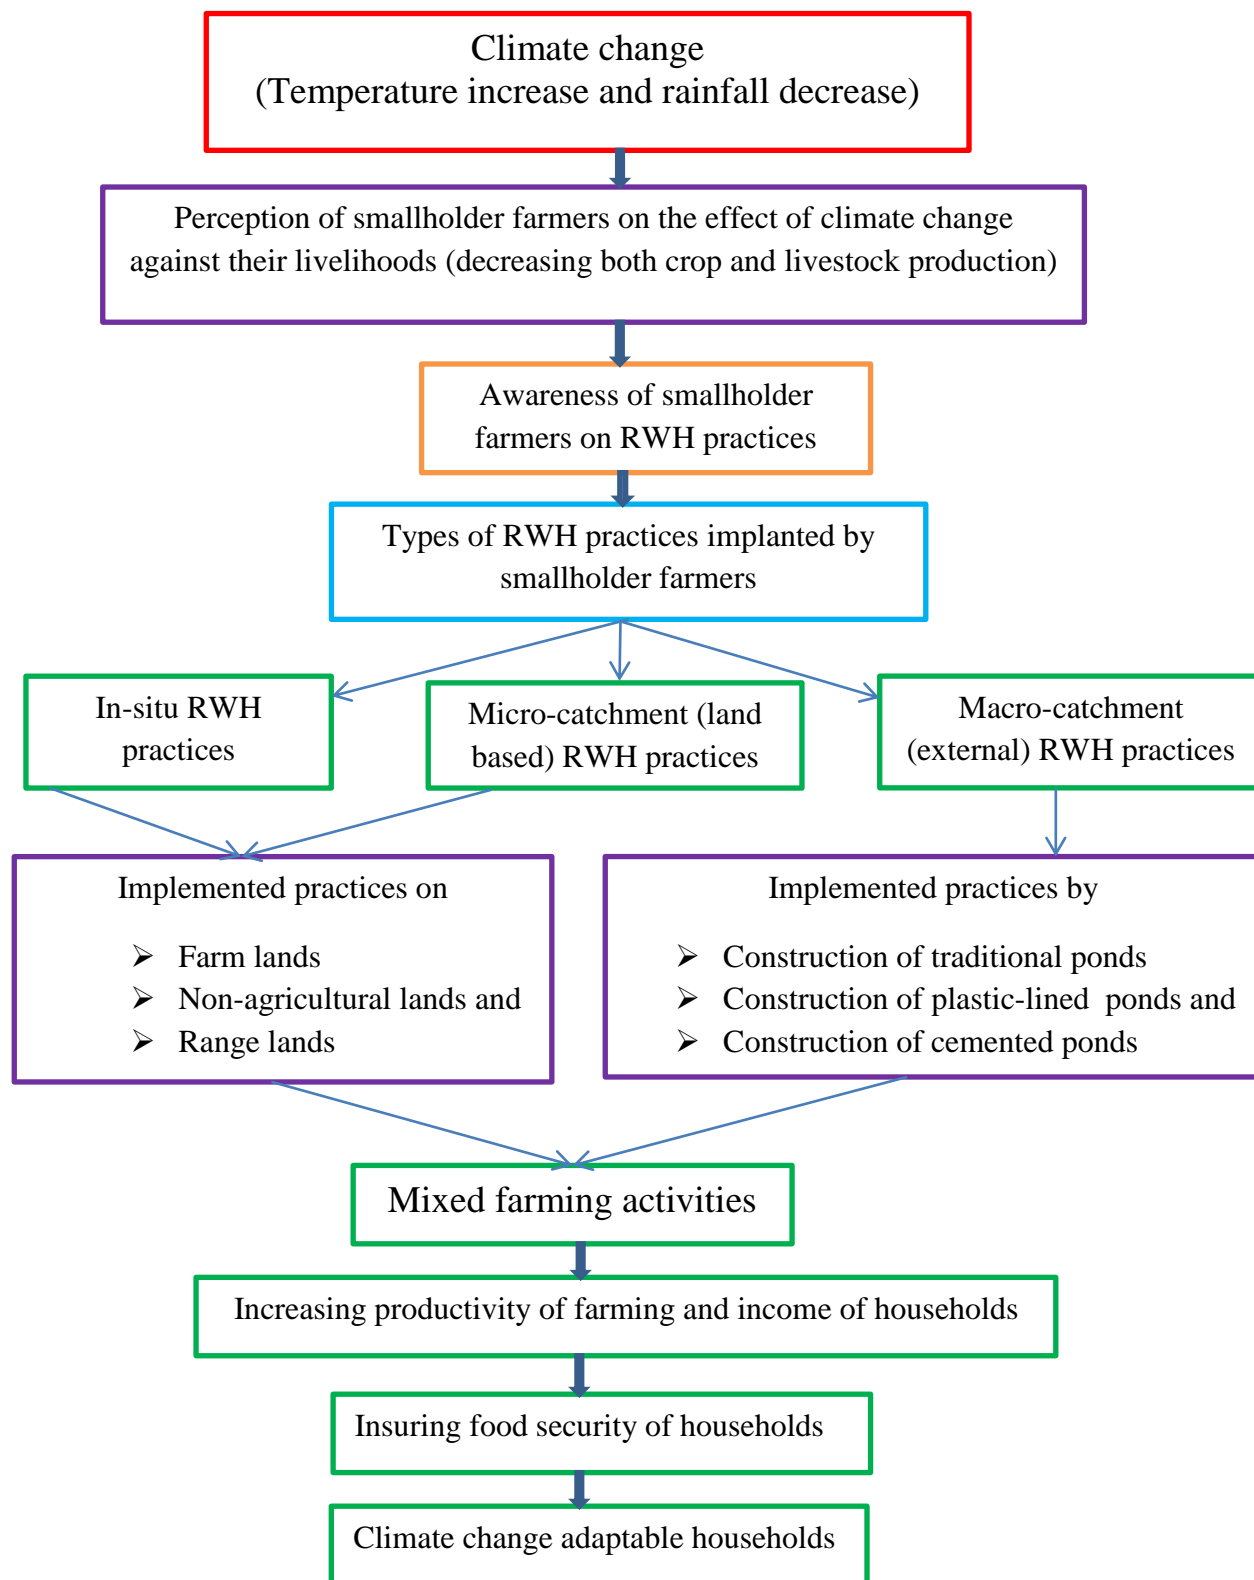 Climate change
(Temperature increase and rainfall decrease)
Perception of smallholder farmers on the effect of climate change
against their livelihoods (decreasing both crop and livestock production)
Awareness of smallholder
farmers on RWH practices
Types of RWH practices implanted by
smallholder farmers
In-situ RWH
practices
Micro-catchment (land
based) RWH practices
Macro-catchment
(external) RWH practices
Implemented practices on
➢ Farm lands
➢ Non-agricultural lands and
➢ Range lands
Implemented practices by
➢ Construction of traditional ponds
➢ Construction of plastic-lined ponds and
➢ Construction of cemented ponds
Mixed farming activities
Increasing productivity of farming and income of households
Insuring food security of households
Climate change adaptable households